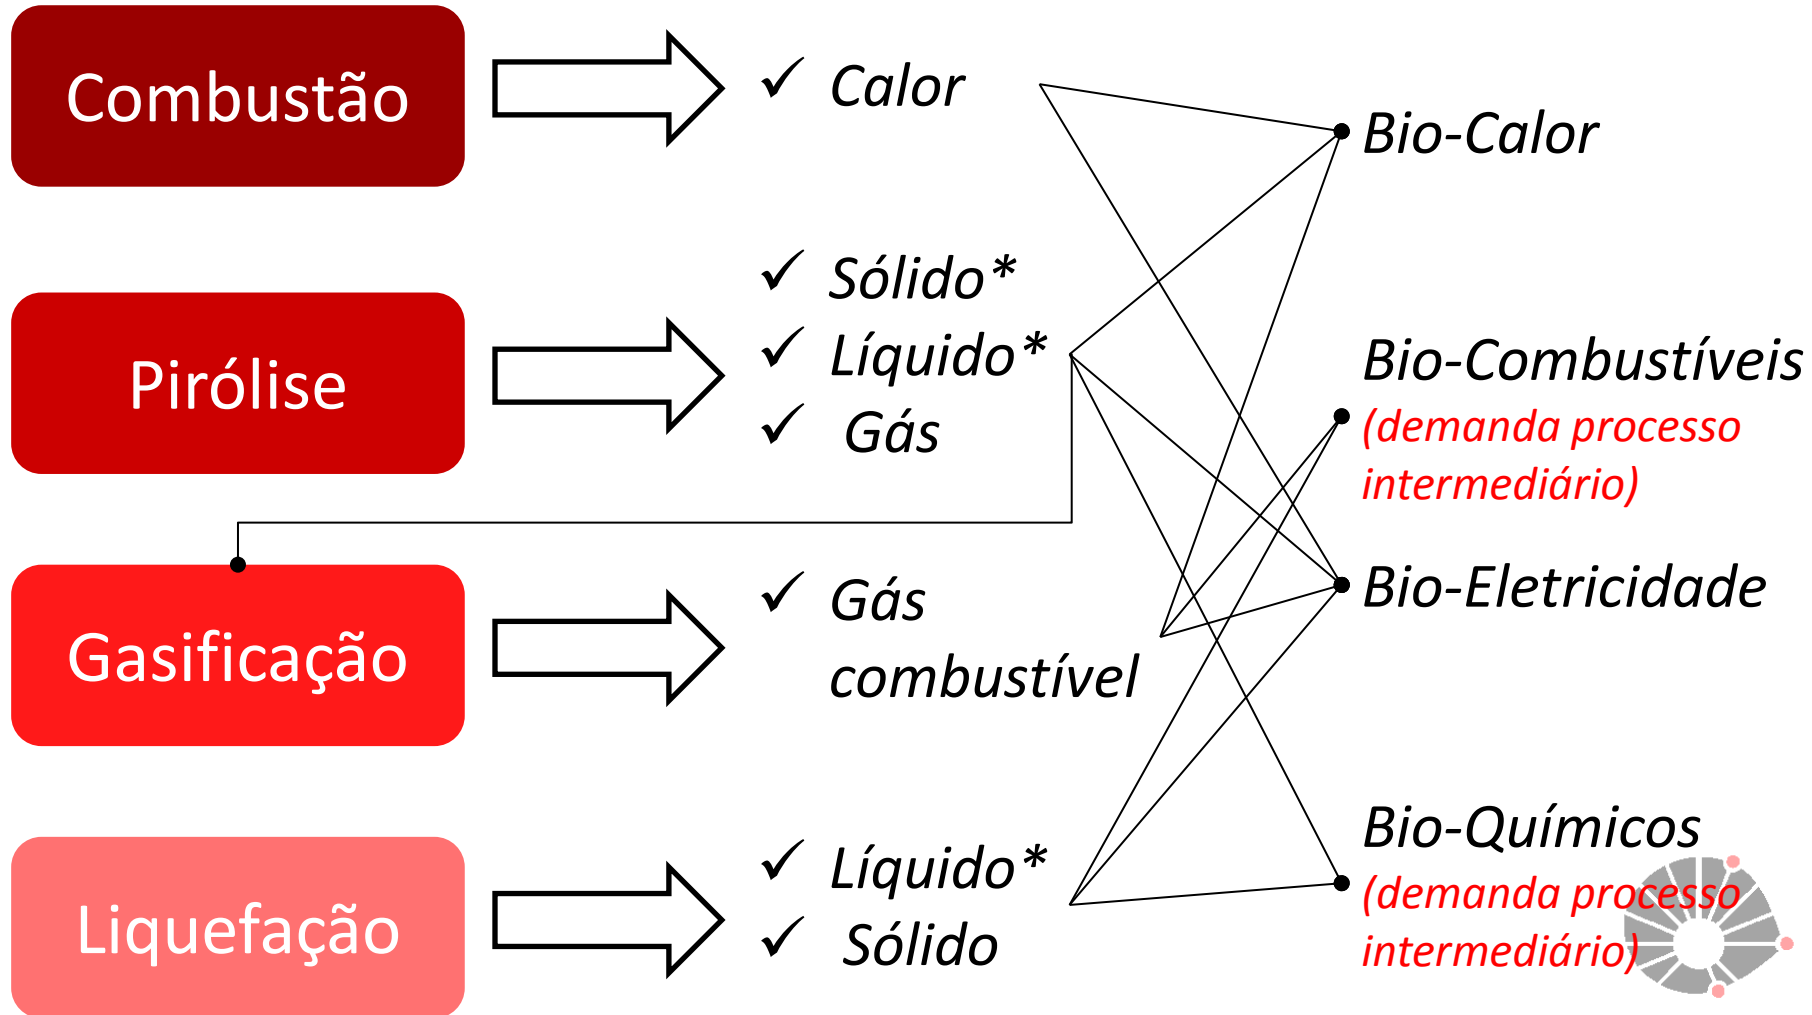 Combustão
✓ Calor
Bio-Calor
Pirólise
✓ Sólido*
✓ Líquido*
✓ Gás
Bio-Combustíveis
(demanda processo
intermediário)
Gasificação
✓ Gás
combustível
Bio-Eletricidade
Liquefação
✓ Líquido*
✓ Sólido
Bio-Químicos
(demanda processo
intermediário)